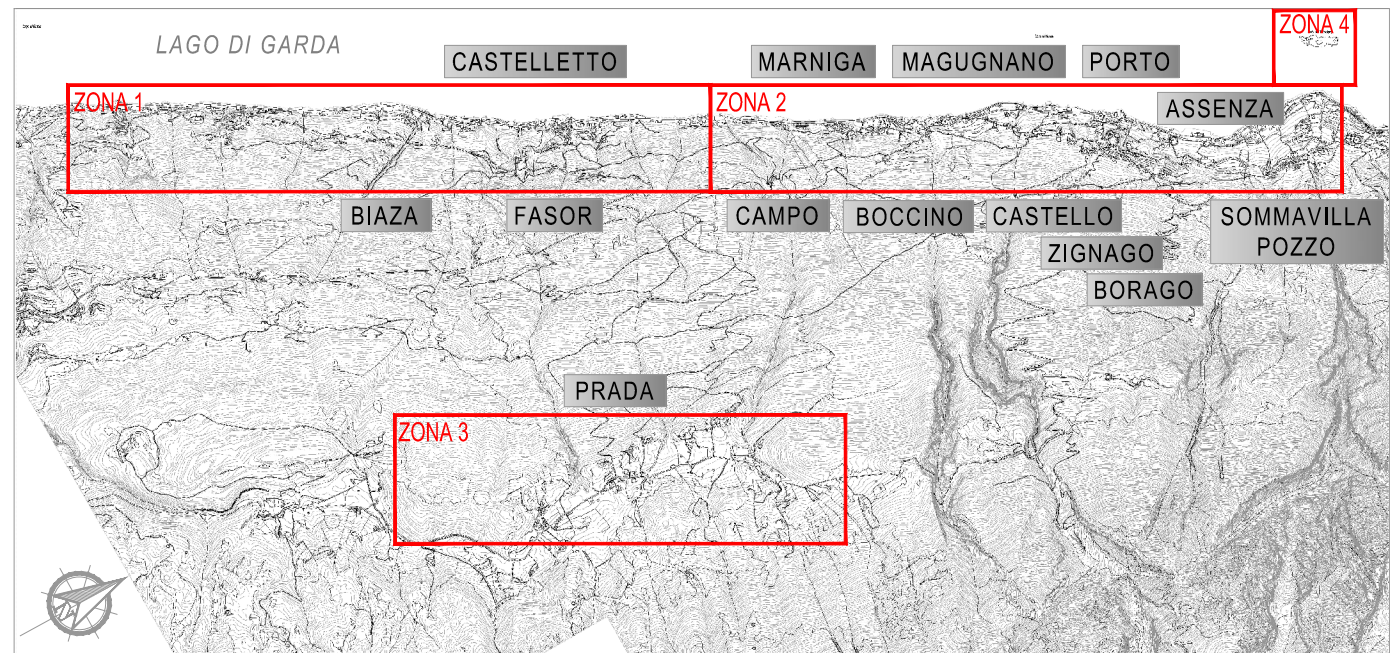 LAGO DI GARDA
ZONA 4
CASTELLETTO
MARNIGA
MAGUGNANO
PORTO
ZONA 1
ZONA 2
ASSENZA
BIAZA
FASOR
CAMPO
BOCCINO
CASTELLO
SOMMAVILLA
POZZO
ZIGNAGO
BORAGO
PRADA
ZONA 3